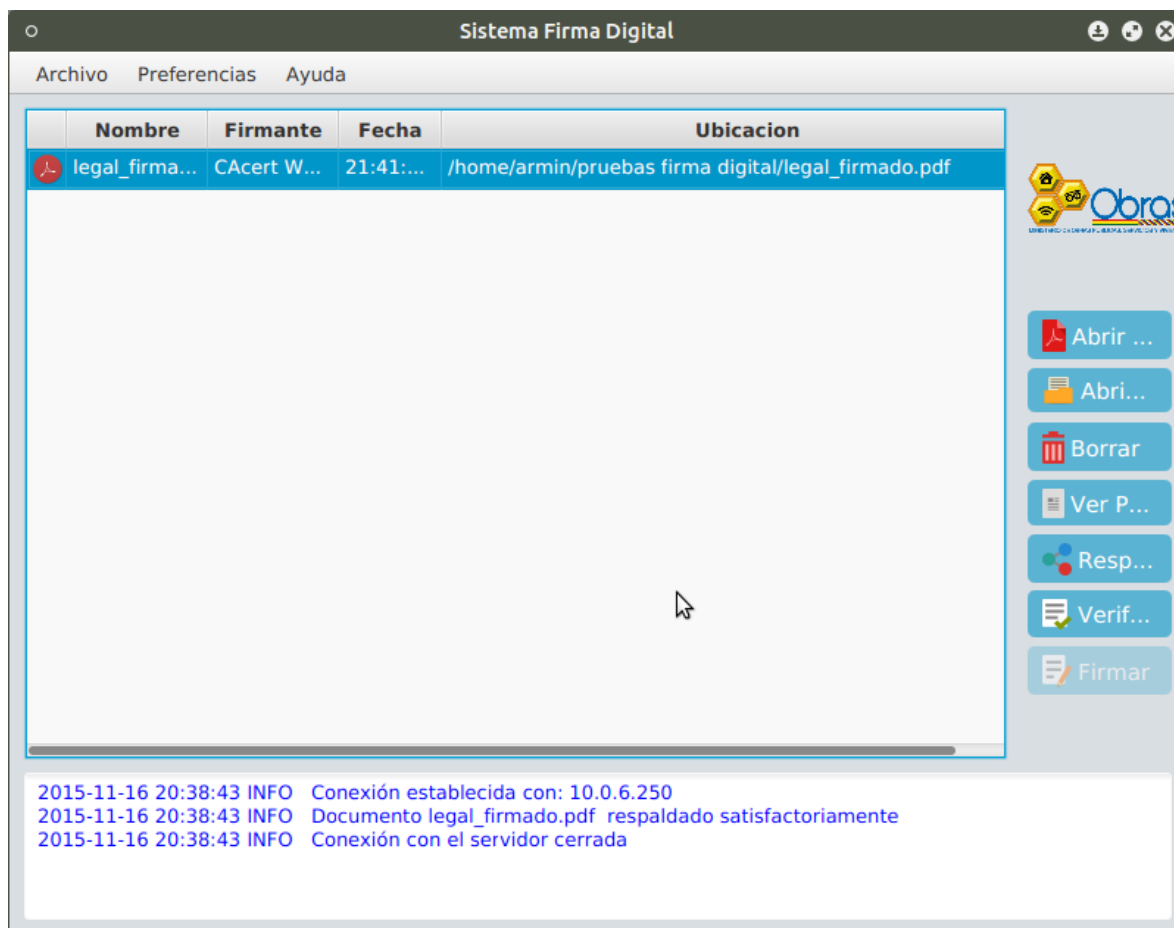 Sistema Firma Digital
Archivo Preferencias Ayuda
Nombre Firmante Fecha Ubicacion
legal_firma... CAcert W... 21:41:... /home/armin/pruebas firma digital/legal_firmado.pdf
Obras
Abrir ...
Abri...
Borrar
Ver P...
Resp...
Verif...
Firmar
2015-11-16 20:38:43 INFO Conexión establecida con: 10.0.6.250
2015-11-16 20:38:43 INFO Documento legal_firmado.pdf respaldado satisfactoriamente
2015-11-16 20:38:43 INFO Conexión con el servidor cerrada